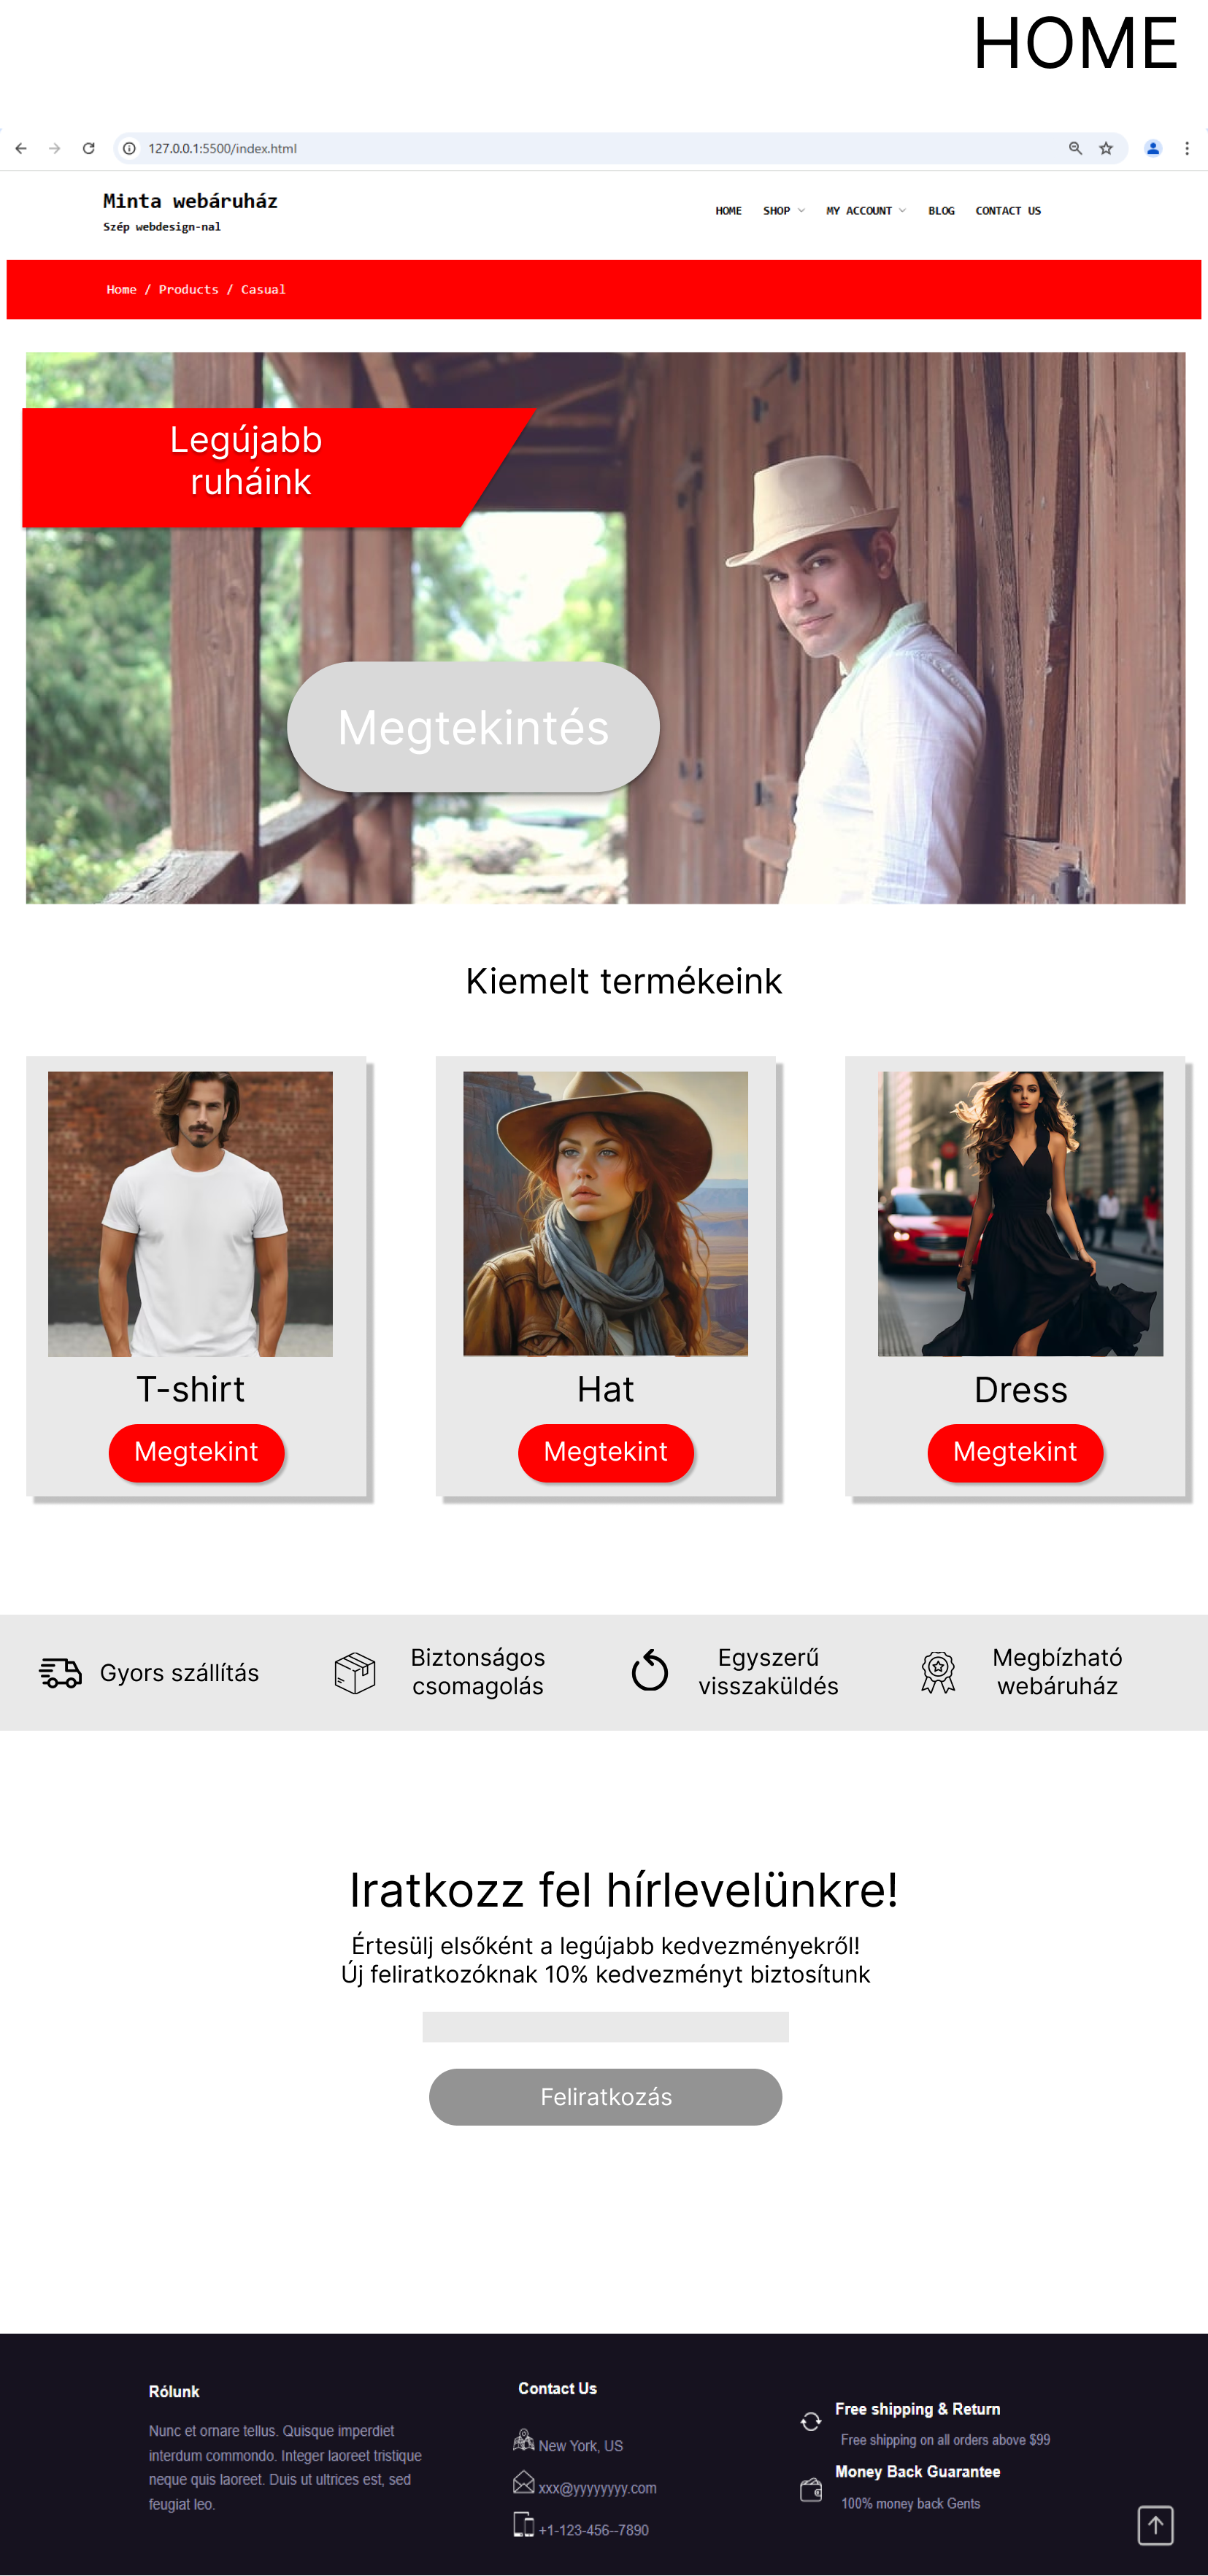 HOME
127.0.0.1:5500/index.html
Minta webáruház
Szép webdesign-nal
HOME SHOP MY ACCOUNT BLOG CONTACT US
Home / Products / Casual
Legújabb
ruháink
Megtekintés
Kiemelt termékeink
T-shirt
Megtekint
Hat
Megtekint
Dress
Megtekint
Gyors szállítás
Biztonságos
csomagolás
Egyszerű
visszaküldés
Megbízható
webáruház
Iratkozz fel hírlevelünkre!
Értesülj elsőként a legújabb kedvezményekről!
Új feliratkozóknak 10% kedvezményt biztosítunk
Feliratkozás
Rólunk
Nunc et ornare tellus. Quisque imperdiet
interdum commondo. Integer laoreet tristique
neque quis laoreet. Duis ut ultrices est, sed
feugiat leo.
Contact Us
New York, US
xxx@yyyyyyyy.com
+1-123-456--7890
Free shipping & Return
Free shipping on all orders above $99
Money Back Guarantee
100% money back Gents